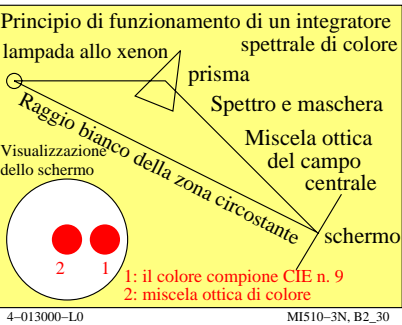 Principio di funzionamento di un integratore
spettrale di colore
lampada allo xenon
prisma
Spettro e maschera
Raggio bianco della zona circostante
Miscela ottica
del campo
centrale
Visualizzazione
dello schermo
schermo
2 1
1: il colore compione CIE n. 9
2: miscela ottica di colore
4-013000-L0 MI510-3N, B2_30